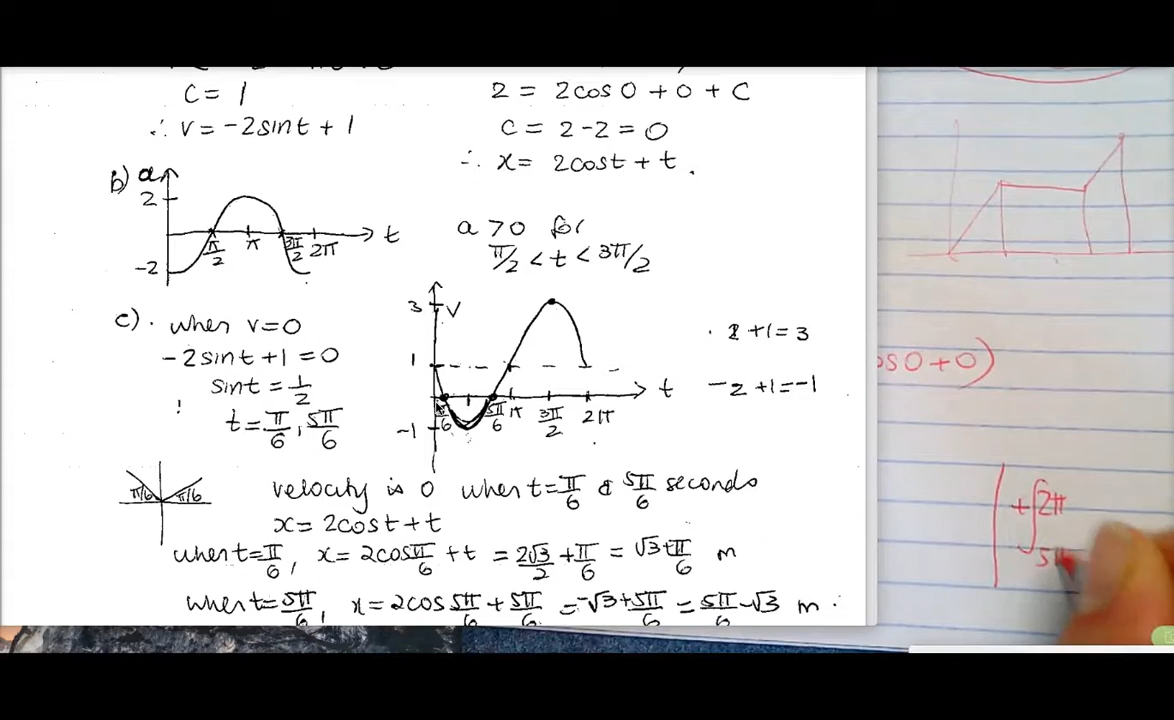 C = 1
∴ v = -2sint + 1
2 = 2cos0 + 0 + C
C = 2-2 = 0
∴ x = 2cost + t.
b) a
2
-2
π/2 π 3π/2 2π t
a > 0 for
π/2 < t < 3π/2
c). when v=0
-2sint +1 = 0
sint = 1/2
t = π/6, 5π/6
3 V
1
-1
π/6 5π/6 π 3π/2 2π t
2 +1 = 3
-2 +1 = -1
π/6 π/6
velocity is 0 when t = π/6 & 5π/6 seconds
x = 2cost + t
when t = π/6, x = 2cos π/6 + t = 2√3/2 + π/6 = √3 + π/6 m
when t = 5π/6, x = 2cos 5π/6 + 5π/6 = -√3 + 5π/6 = 5π/6 - √3 m
os0 + 0)
+∫2π
5π